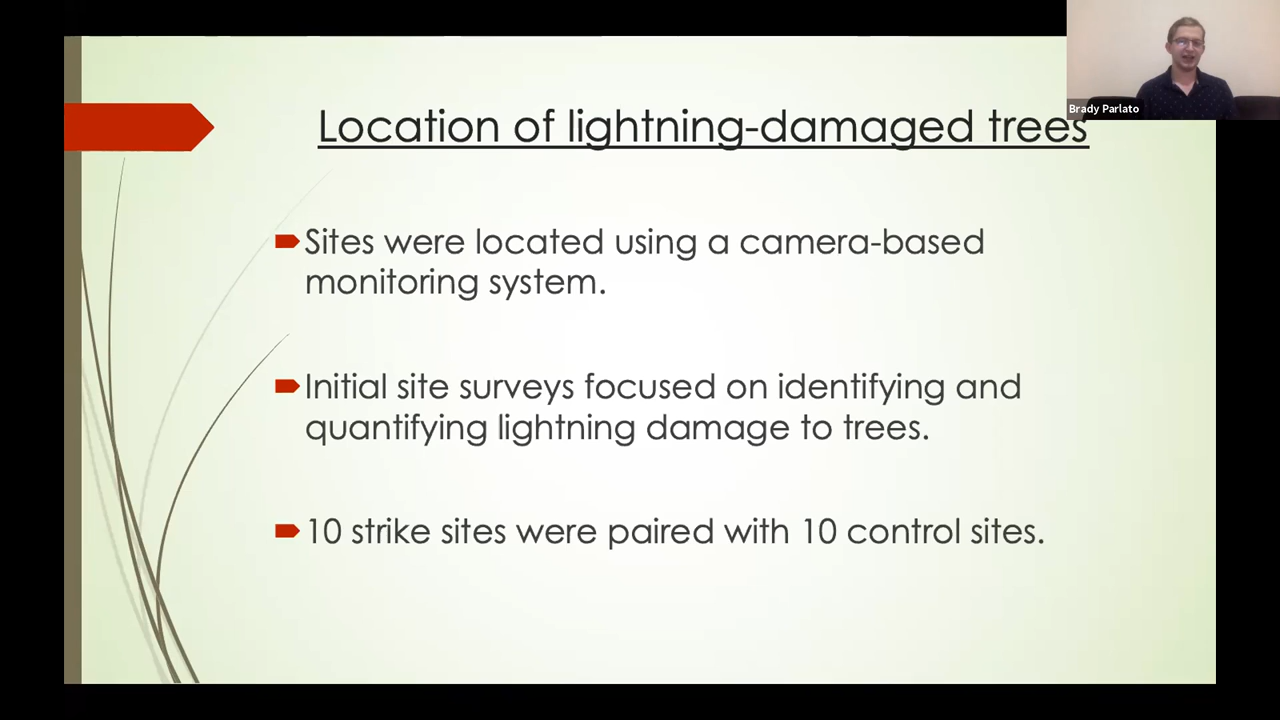 Brady Parlato
Location of lightning-damaged trees
Sites were located using a camera-based
monitoring system.
Initial site surveys focused on identifying and
quantifying lightning damage to trees.
10 strike sites were paired with 10 control sites.